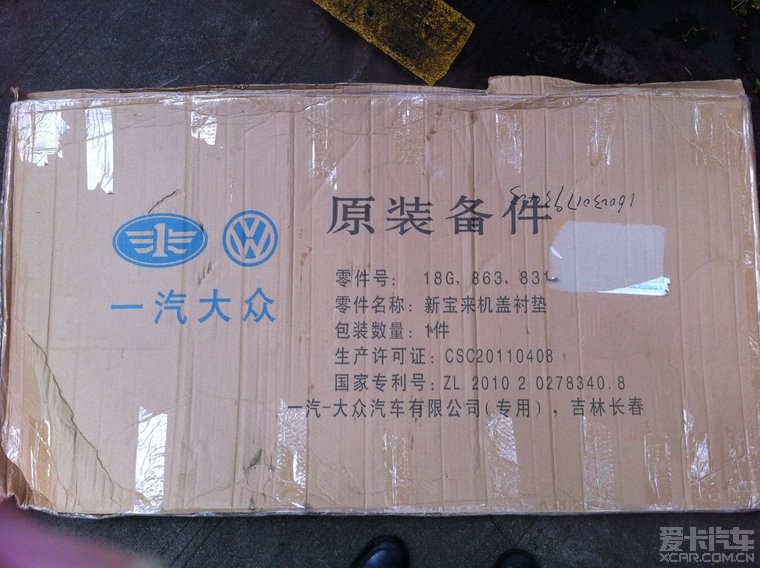 原装备件
一汽大众
零件号： 18G、863、831
零件名称：新宝来机盖衬垫
包装数量：1件
生产许可证：CSC20110408
国家专利号：ZL 2010 2 0278340.8
一汽-大众汽车有限公司(专用)，吉林长春
爱卡汽车
XCAR.COM.CN